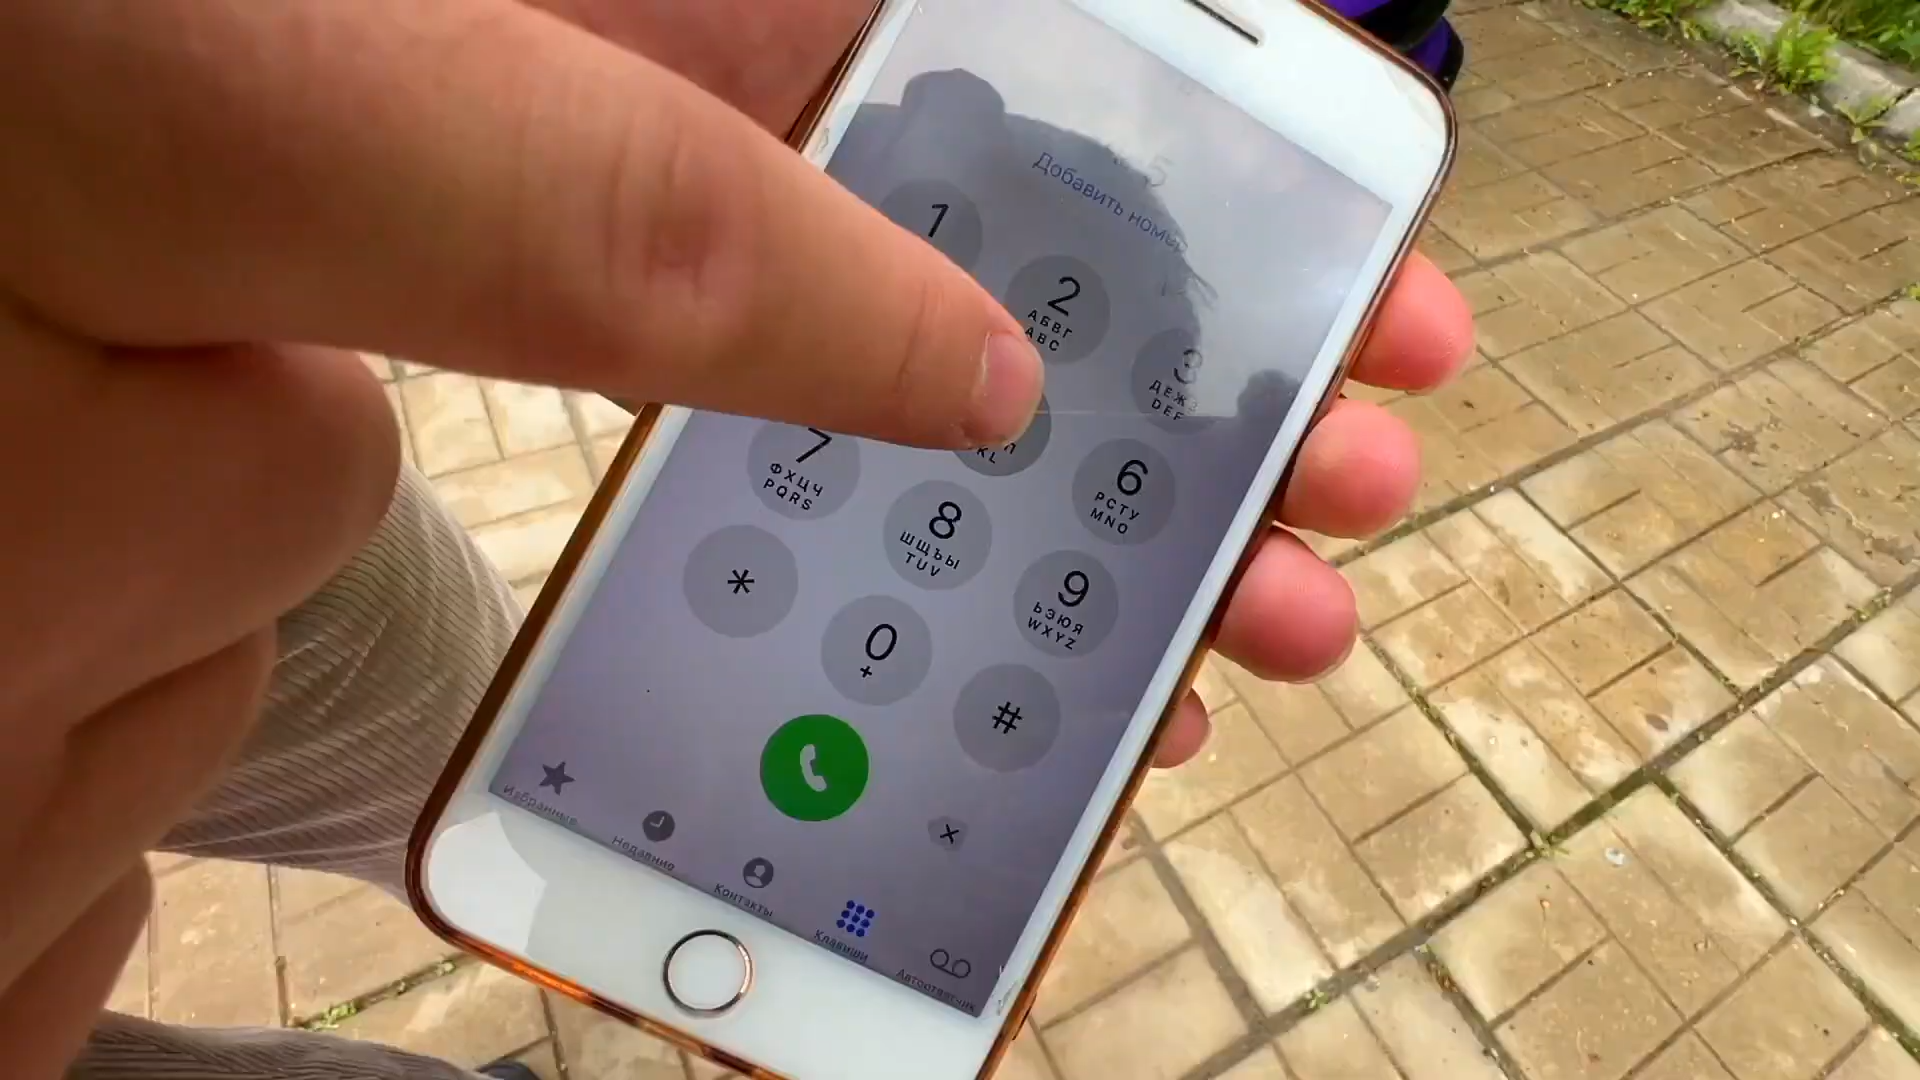 Добавить номер
1
2
АБВГ
ABC
3
ДЕЖЗ
DEF
KL
6
РСТУ
MNO
7
ФХЦЧ
PQRS
8
ШЩЪЫ
TUV
9
ЬЭЮЯ
WXYZ
*
0
+
#
Избранные
Недавние
Контакты
Клавиши
Автоответчик